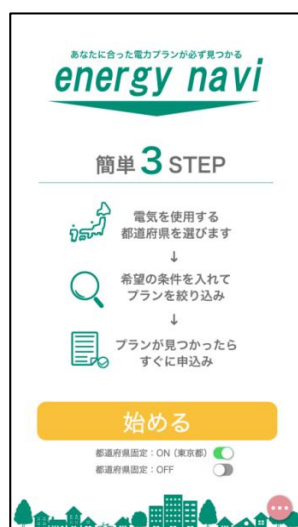 あなたに合った電力プランが必ず見つかる
energy navi
簡単 3 STEP
電気を使用する
都道府県を選びます
↓
希望の条件を入れて
プランを絞り込み
↓
プランが見つかったら
すぐに申込み
始める
都道府県固定：ON（東京都）
都道府県固定：OFF